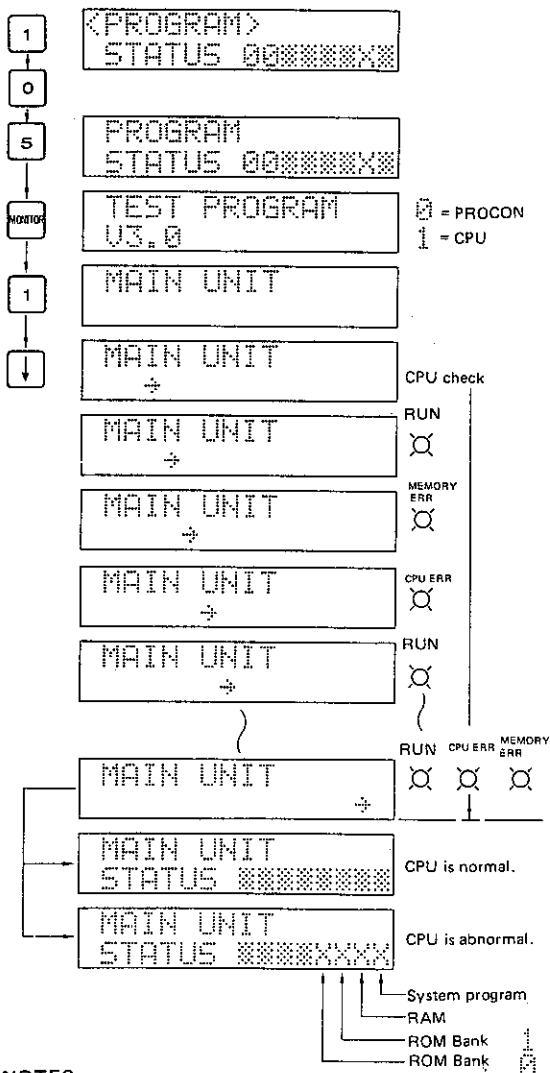 1
<PROGRAM>
STATUS 00※※※※X※
0
5
PROGRAM
STATUS 00※※※※X※
MONITOR
TEST PROGRAM
V3.0
0 = PROCON
1 = CPU
1
MAIN UNIT
↓
MAIN UNIT
→
CPU check
MAIN UNIT
→
RUN
MAIN UNIT
→
MEMORY
ERR
MAIN UNIT
→
CPU ERR
MAIN UNIT
→
RUN
MAIN UNIT
→
RUN CPU ERR MEMORY
ERR
MAIN UNIT
STATUS ※※※※※※※※
CPU is normal.
MAIN UNIT
STATUS ※※※※XXXX
CPU is abnormal.
System program
RAM
ROM Bank 1
ROM Bank 0